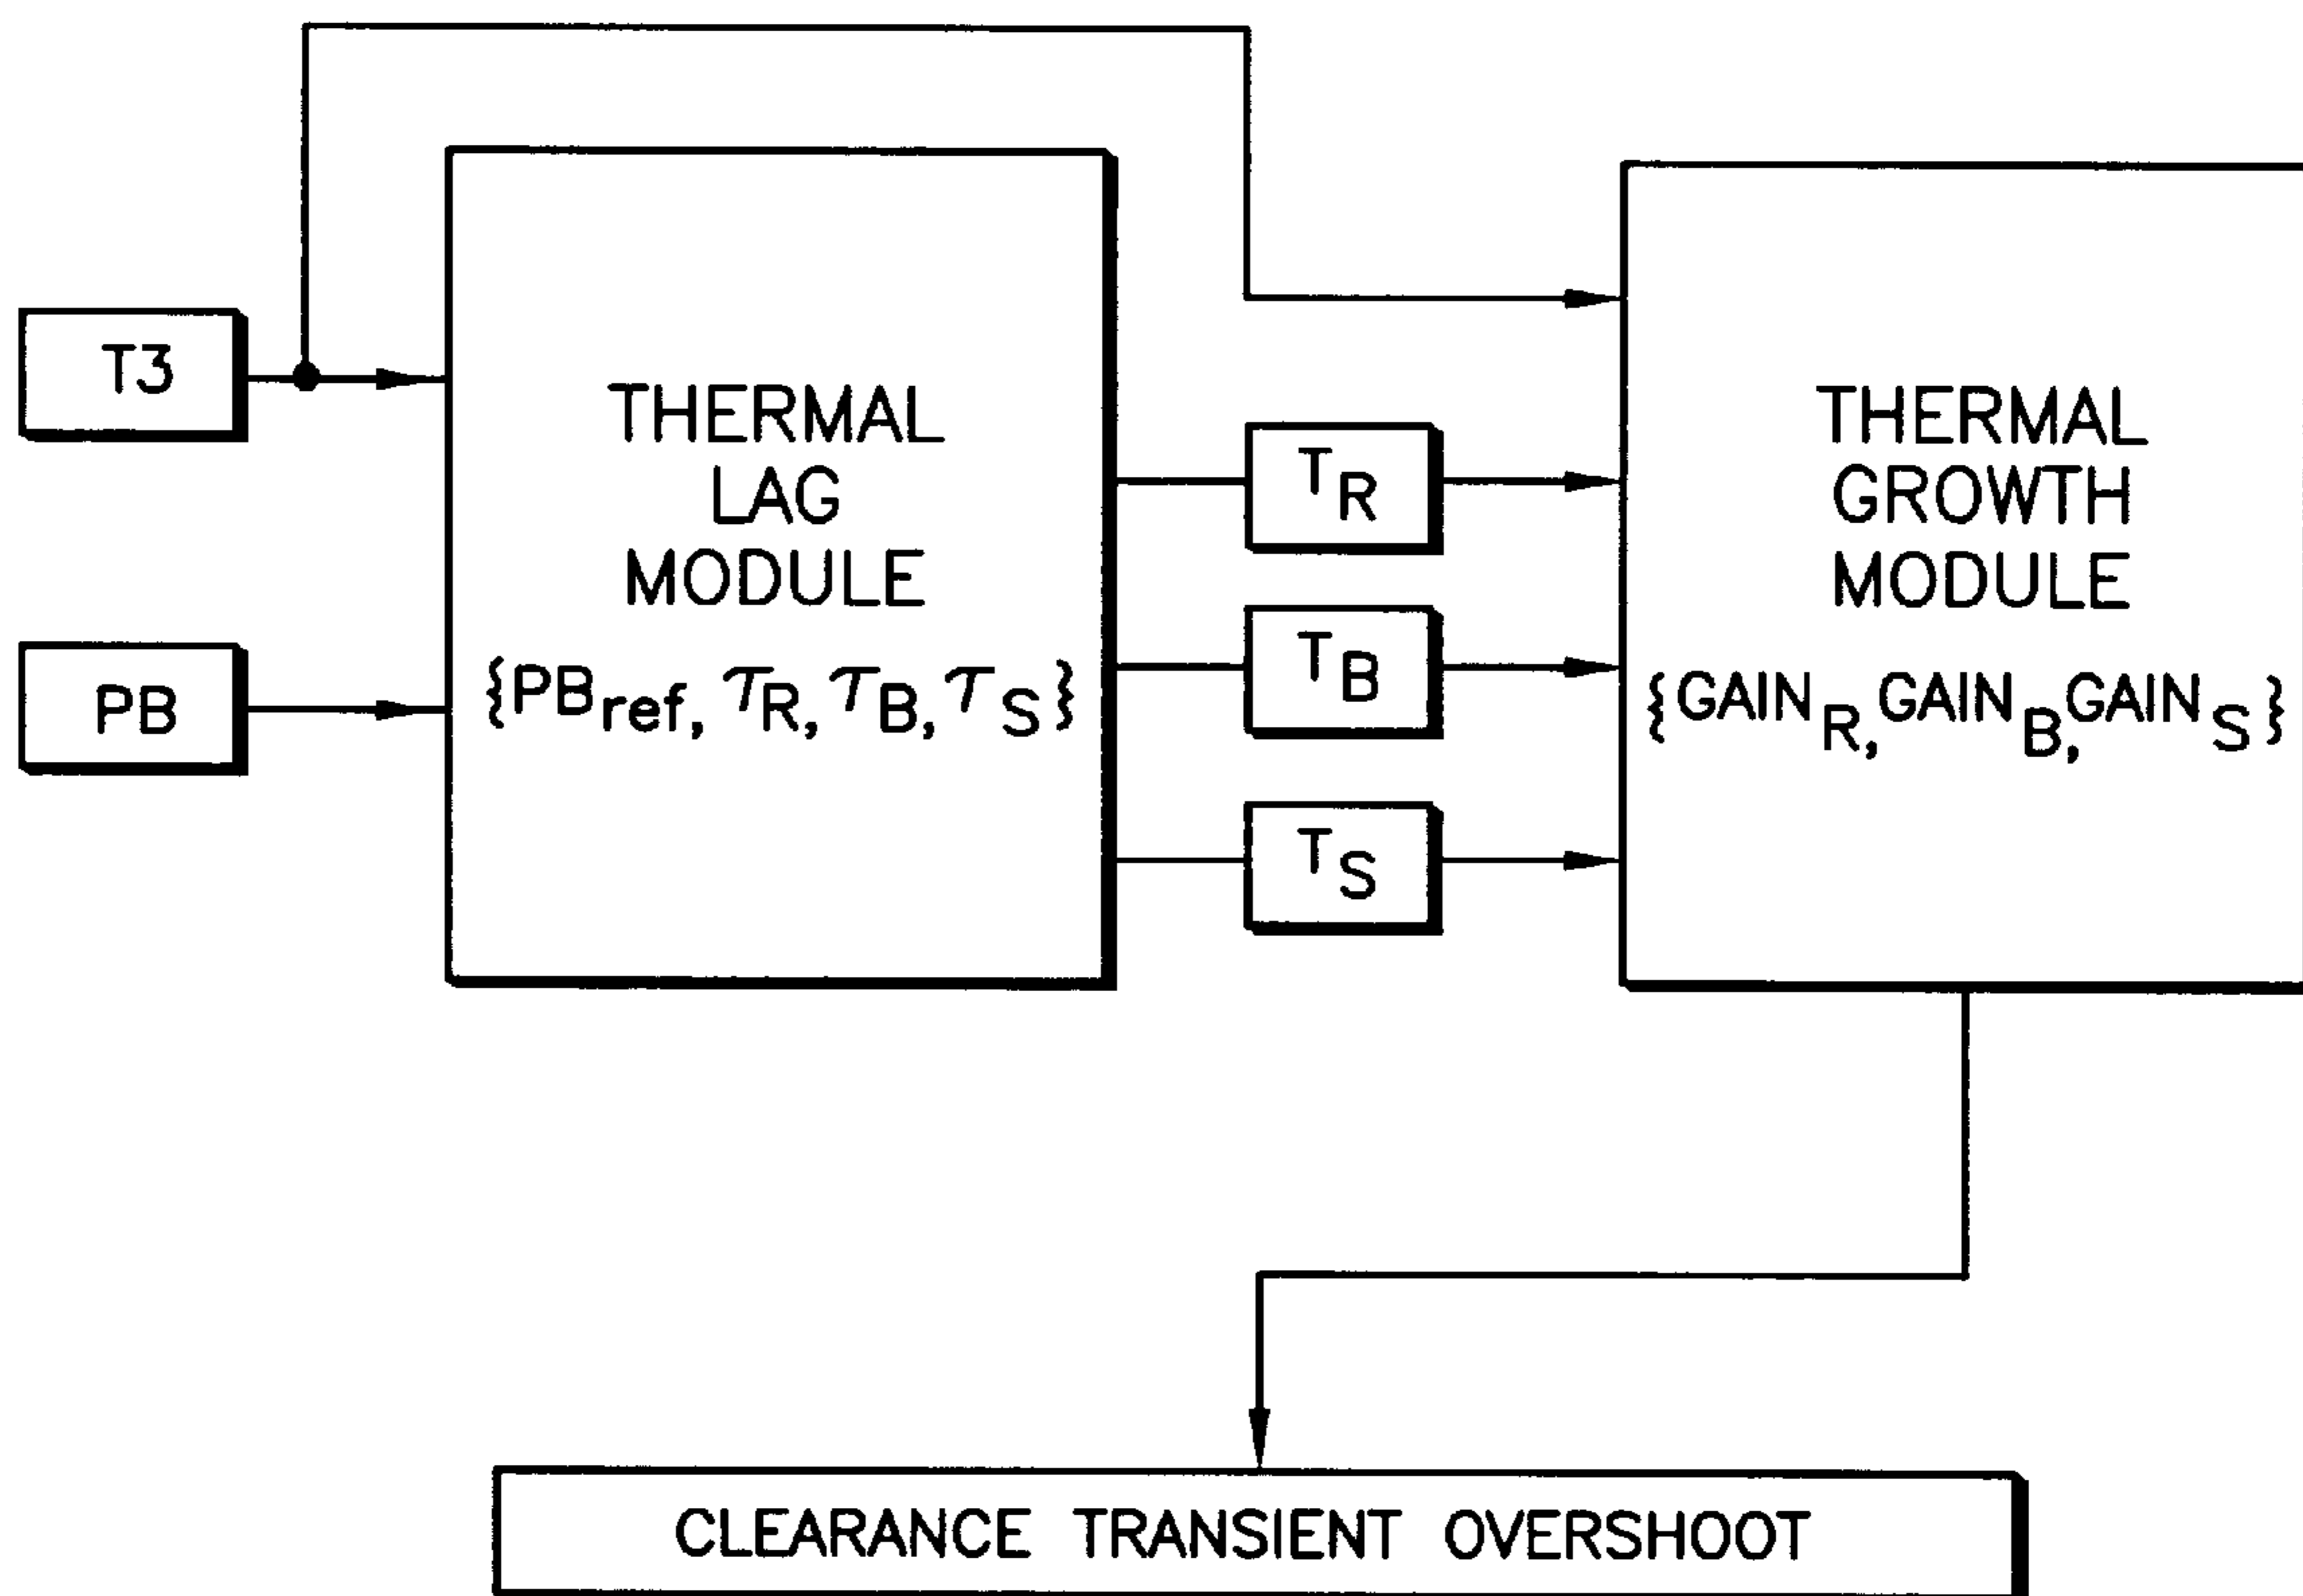 T3
PB
THERMAL
LAG
MODULE
{PBref, τR, τB, τS}
TR
TB
TS
THERMAL
GROWTH
MODULE
{GAINR, GAINB, GAINS}
CLEARANCE TRANSIENT OVERSHOOT